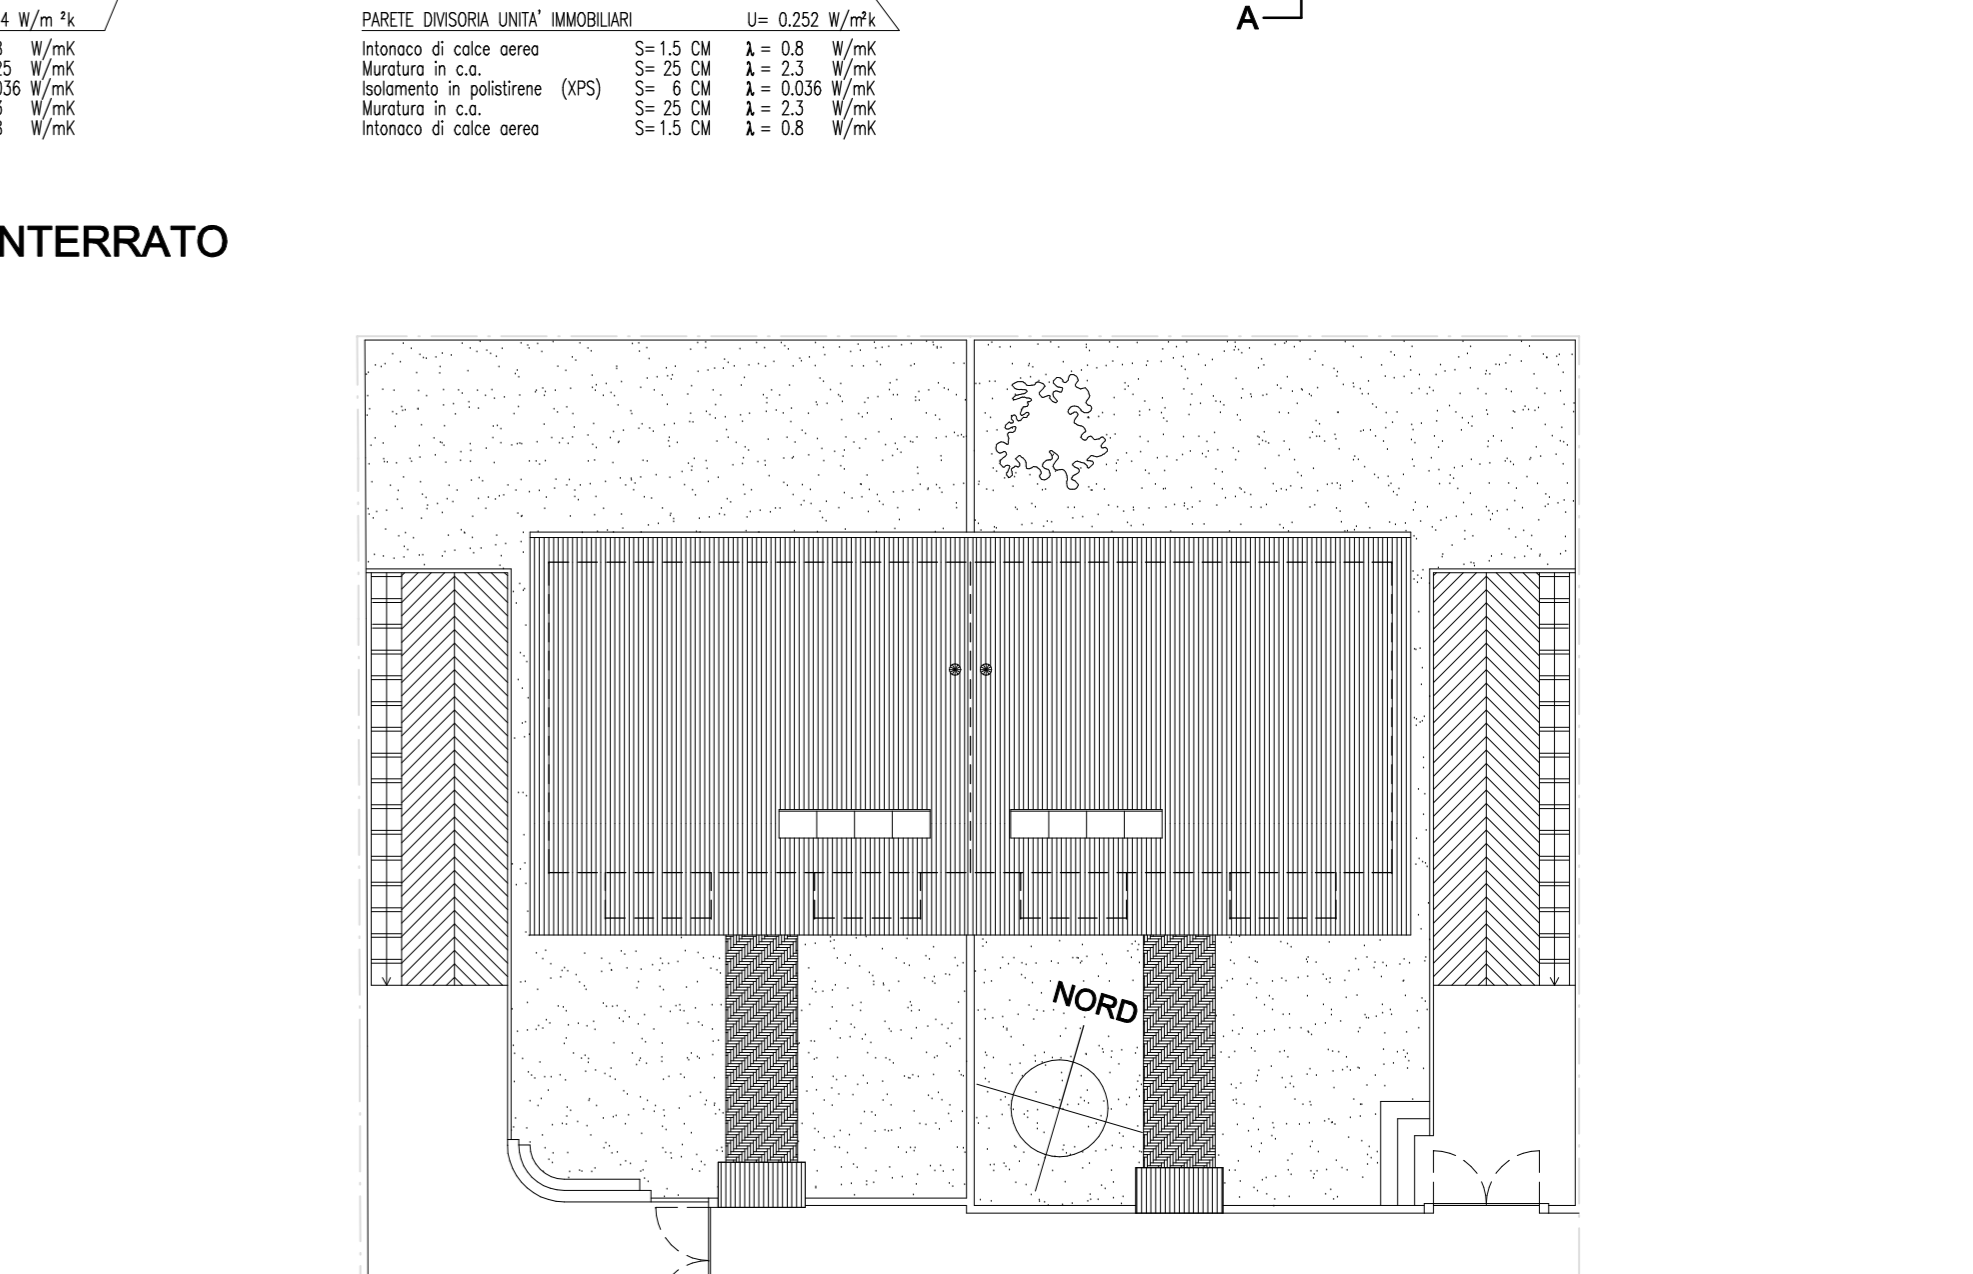 4 W/m ²k
W/mK
25 W/mK
036 W/mK
W/mK
W/mK
PARETE DIVISORIA UNITA' IMMOBILIARI U= 0.252 W/m²k
Intonaco di calce aerea S= 1.5 CM λ = 0.8 W/mK
Muratura in c.a. S= 25 CM λ = 2.3 W/mK
Isolamento in polistirene (XPS) S= 6 CM λ = 0.036 W/mK
Muratura in c.a. S= 25 CM λ = 2.3 W/mK
Intonaco di calce aerea S= 1.5 CM λ = 0.8 W/mK
A
NTERRATO
NORD